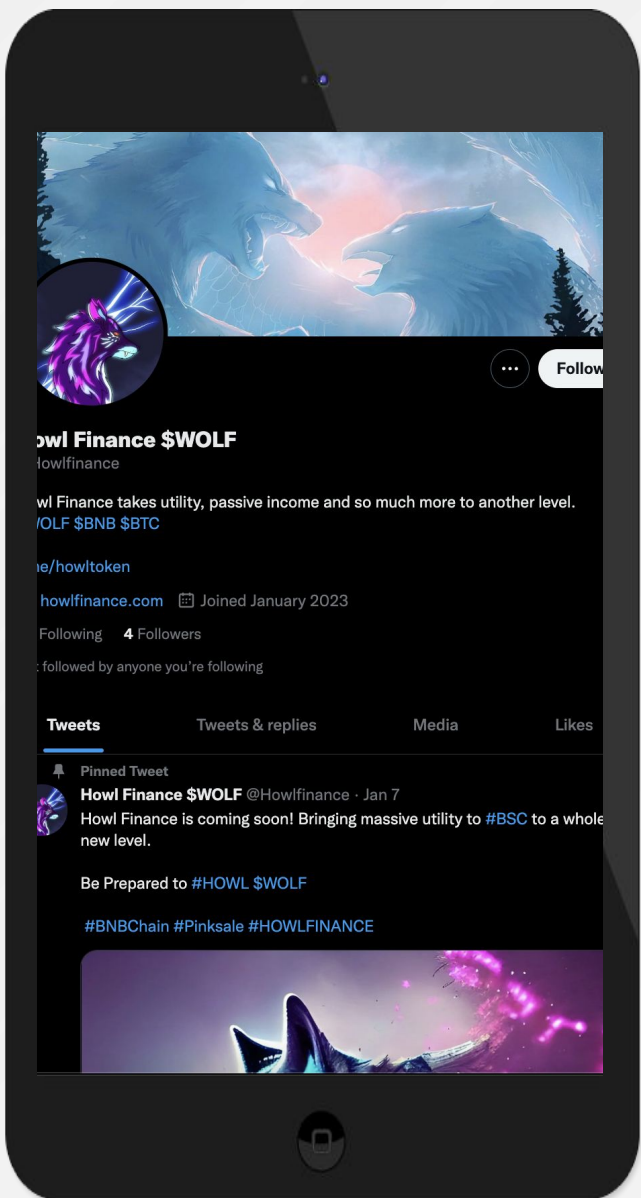 Follow
owl Finance $WOLF
Howlfinance
wl Finance takes utility, passive income and so much more to another level.
WOLF $BNB $BTC
me/howltoken
howlfinance.com Joined January 2023
Following 4 Followers
followed by anyone you're following
Tweets Tweets & replies Media Likes
Pinned Tweet
Howl Finance $WOLF @Howlfinance · Jan 7
Howl Finance is coming soon! Bringing massive utility to #BSC to a whole
new level.
Be Prepared to #HOWL $WOLF
#BNBChain #Pinksale #HOWLFINANCE